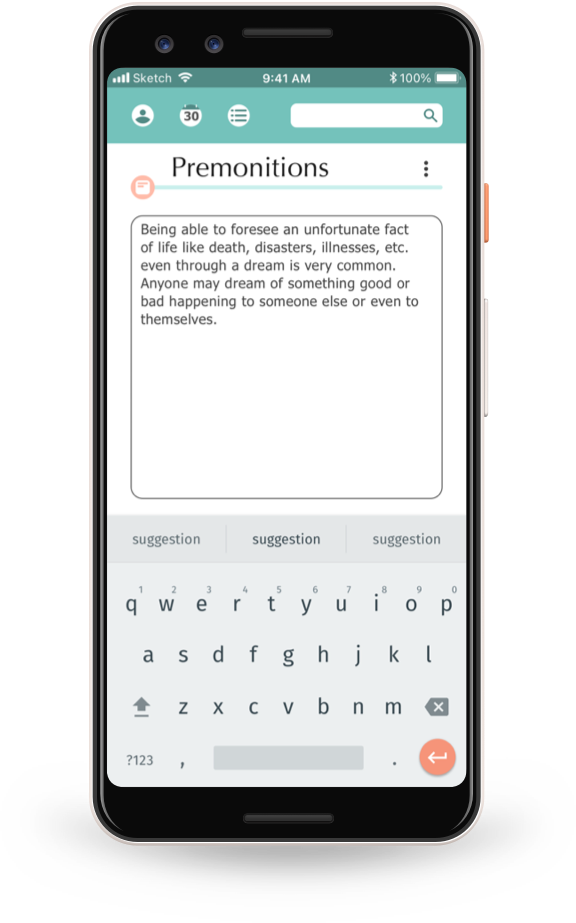 Sketch 9:41 AM 100%
30
Premonitions
Being able to foresee an unfortunate fact
of life like death, disasters, illnesses, etc.
even through a dream is very common.
Anyone may dream of something good or
bad happening to someone else or even to
themselves.
suggestion suggestion suggestion
1 2 3 4 5 6 7 8 9 0
q w e r t y u i o p
a s d f g h j k l
z x c v b n m
?123 , .